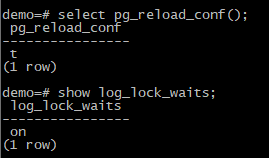 demo=# select pg_reload_conf();
 pg_reload_conf
----------------
 t
(1 row)

demo=# show log_lock_waits;
 log_lock_waits
----------------
 on
(1 row)